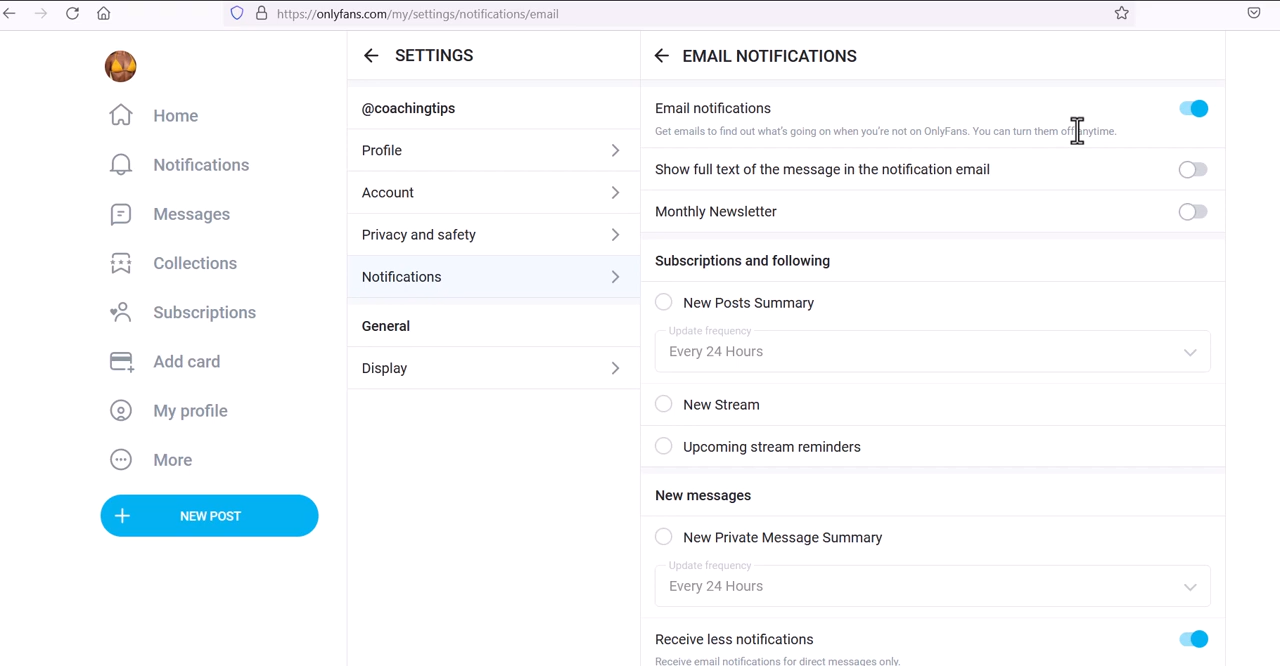 https://onlyfans.com/my/settings/notifications/email
Home
Notifications
Messages
Collections
Subscriptions
Add card
My profile
More
NEW POST
SETTINGS
@coachingtips
Profile
Account
Privacy and safety
Notifications
General
Display
EMAIL NOTIFICATIONS
Email notifications
Get emails to find out what's going on when you're not on OnlyFans. You can turn them off anytime.
Show full text of the message in the notification email
Monthly Newsletter
Subscriptions and following
New Posts Summary
Update frequency
Every 24 Hours
New Stream
Upcoming stream reminders
New messages
New Private Message Summary
Update frequency
Every 24 Hours
Receive less notifications
Receive email notifications for direct messages only.